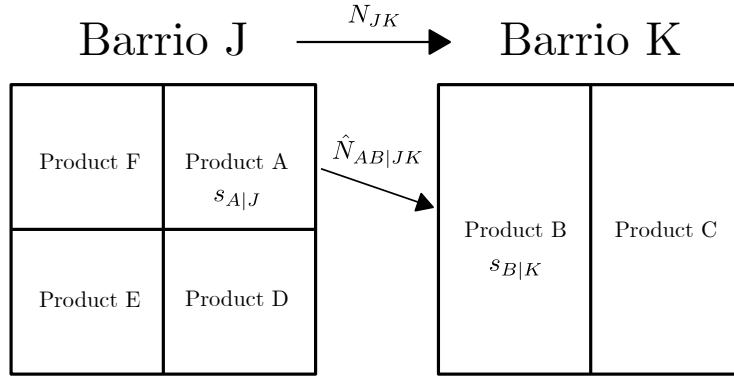 Barrio J
N_{JK}
Barrio K
Product F
Product A
s_{A|J}
\hat{N}_{AB|JK}
Product B
s_{B|K}
Product C
Product E
Product D